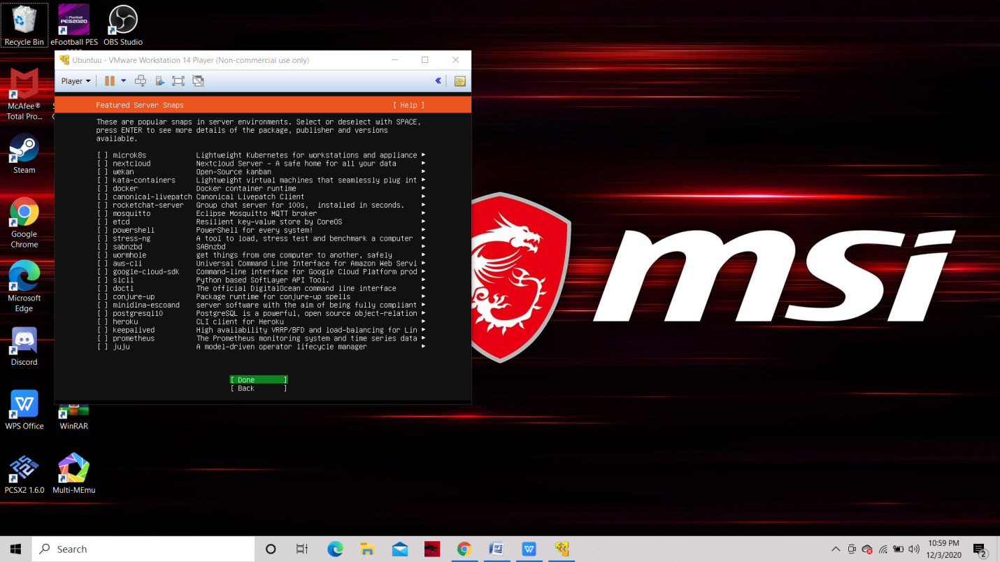 Recycle Bin
eFootball PES
OBS Studio
Ubuntuu - VMware Workstation 14 Player (Non-commercial use only)
Player
McAfee®
Total Pro...
Steam
Google
Chrome
Microsoft
Edge
Discord
WPS Office
WinRAR
PCSX2 1.6.0
Multi-MEmu
Featured Server Snaps [ Help ]
These are popular snaps in server environments. Select or deselect with SPACE,
press ENTER to see more details of the package, publisher and versions
available.
[ ] microk8s Lightweight Kubernetes for workstations and appliance ▸
[ ] nextcloud Nextcloud Server - A safe home for all your data ▸
[ ] wekan Open-Source kanban ▸
[ ] kata-containers Lightweight virtual machines that seamlessly plug int ▸
[ ] docker Docker container runtime ▸
[ ] canonical-livepatch Canonical Livepatch Client ▸
[ ] rocketchat-server Group chat server for 100s, installed in seconds. ▸
[ ] mosquitto Eclipse Mosquitto MQTT broker ▸
[ ] etcd Resilient key-value store by CoreOS ▸
[ ] powershell PowerShell for every system! ▸
[ ] stress-ng A tool to load, stress test and benchmark a computer ▸
[ ] sabnzbd SABnzbd ▸
[ ] wormhole get things from one computer to another, safely ▸
[ ] aws-cli Universal Command Line Interface for Amazon Web Servi ▸
[ ] google-cloud-sdk Command-line interface for Google Cloud Platform prod ▸
[ ] slcli Python based SoftLayer API Tool. ▸
[ ] doctl The official DigitalOcean command line interface ▸
[ ] conjure-up Package runtime for conjure-up spells ▸
[ ] minidlna-escoand server software with the aim of being fully compliant ▸
[ ] postgresql10 PostgreSQL is a powerful, open source object-relation ▸
[ ] heroku CLI client for Heroku ▸
[ ] keepalived High availability VRRP/BFD and load-balancing for Lin ▸
[ ] prometheus The Prometheus monitoring system and time series data ▸
[ ] juju A model-driven operator lifecycle manager ▸
[ Done ]
[ Back ]
msi
Search
10:59 PM
12/3/2020
2